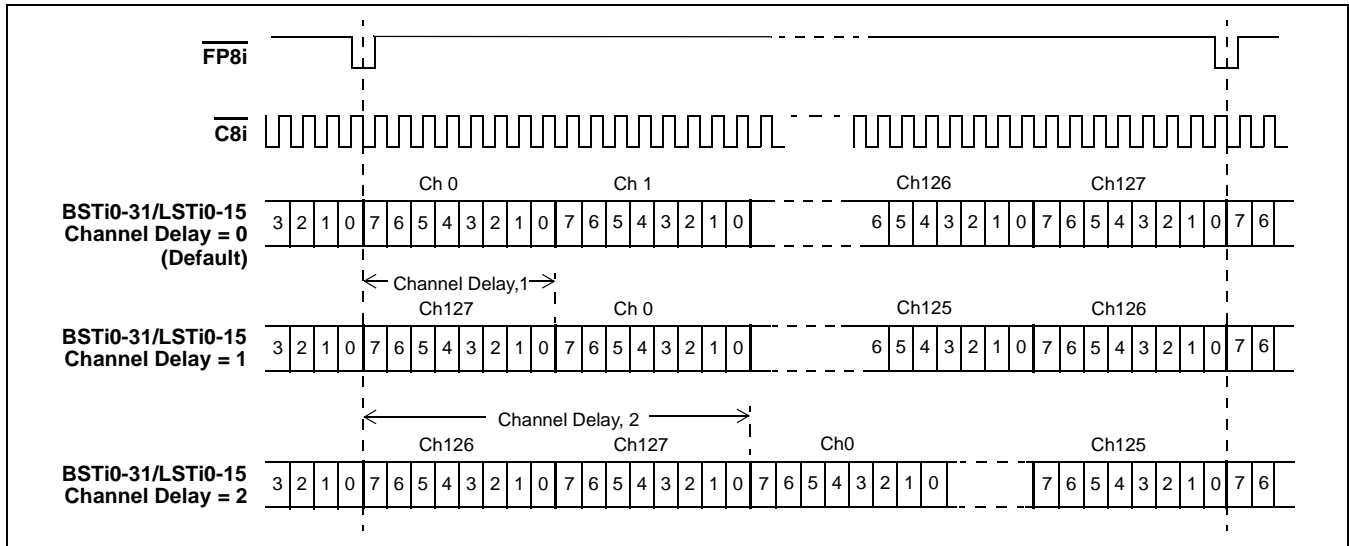 FP8i
C8i
Ch 0 Ch 1 Ch126 Ch127
BSTi0-31/LSTi0-15
Channel Delay = 0
(Default)
3 2 1 0 7 6 5 4 3 2 1 0 7 6 5 4 3 2 1 0 6 5 4 3 2 1 0 7 6 5 4 3 2 1 0 7 6
Channel Delay,1
Ch127 Ch 0 Ch125 Ch126
BSTi0-31/LSTi0-15
Channel Delay = 1
3 2 1 0 7 6 5 4 3 2 1 0 7 6 5 4 3 2 1 0 6 5 4 3 2 1 0 7 6 5 4 3 2 1 0 7 6
Channel Delay, 2
Ch126 Ch127 Ch0 Ch125
BSTi0-31/LSTi0-15
Channel Delay = 2
3 2 1 0 7 6 5 4 3 2 1 0 7 6 5 4 3 2 1 0 7 6 5 4 3 2 1 0 7 6 5 4 3 2 1 0 7 6